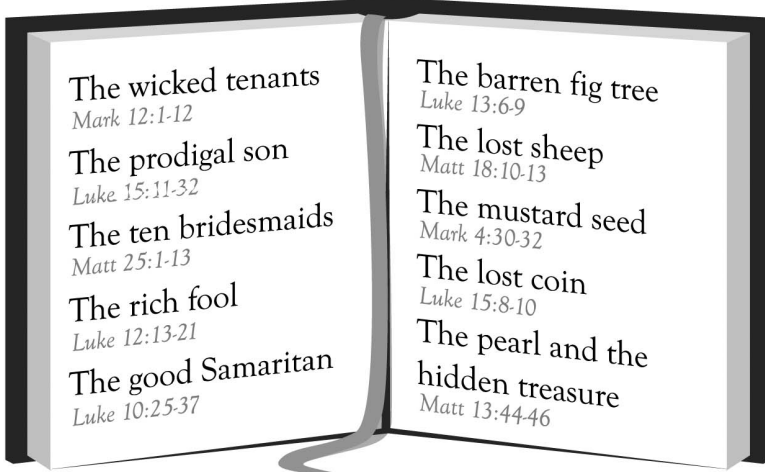 The wicked tenants
Mark 12:1-12
The prodigal son
Luke 15:11-32
The ten bridesmaids
Matt 25:1-13
The rich fool
Luke 12:13-21
The good Samaritan
Luke 10:25-37
The barren fig tree
Luke 13:6-9
The lost sheep
Matt 18:10-13
The mustard seed
Mark 4:30-32
The lost coin
Luke 15:8-10
The pearl and the
hidden treasure
Matt 13:44-46